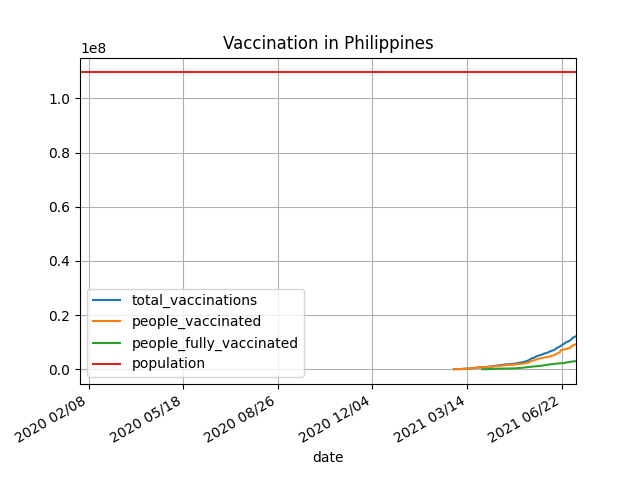 Vaccination in Philippines
1e8
1.0
0.8
0.6
0.4
0.2
0.0
total_vaccinations
people_vaccinated
people_fully_vaccinated
population
2020 02/08
2020 05/18
2020 08/26
2020 12/04
2021 03/14
2021 06/22
date